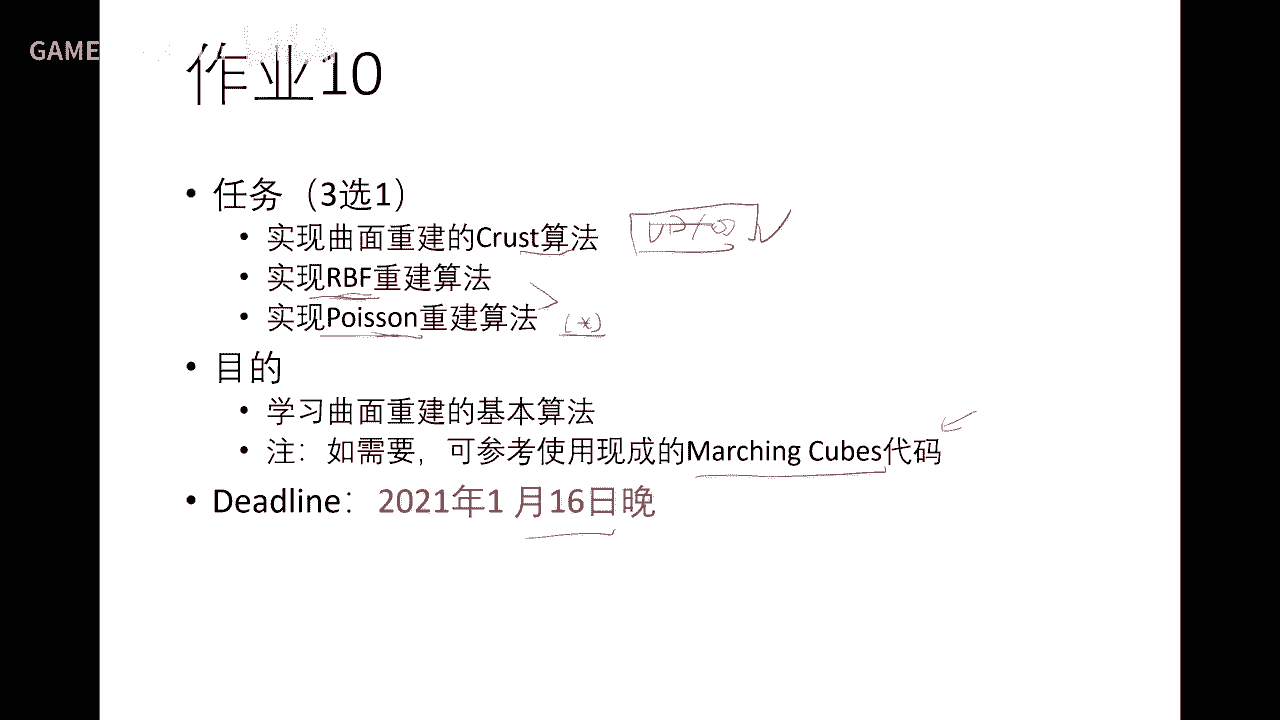 GAME
作业10
• 任务（3选1）
• 实现曲面重建的Crust算法
• 实现RBF重建算法
• 实现Poisson重建算法 (*)
• 目的
• 学习曲面重建的基本算法
• 注：如需要，可参考使用现成的Marching Cubes代码
• Deadline：2021年1 月16日晚